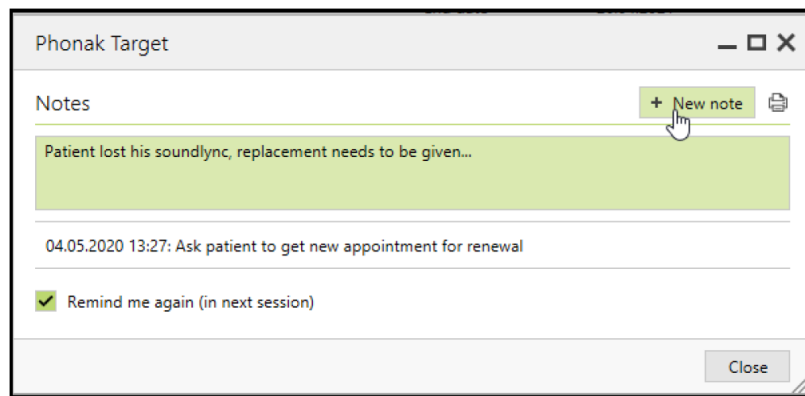 Phonak Target
Notes
+ New note
Patient lost his soundlync, replacement needs to be given...
04.05.2020 13:27: Ask patient to get new appointment for renewal
Remind me again (in next session)
Close